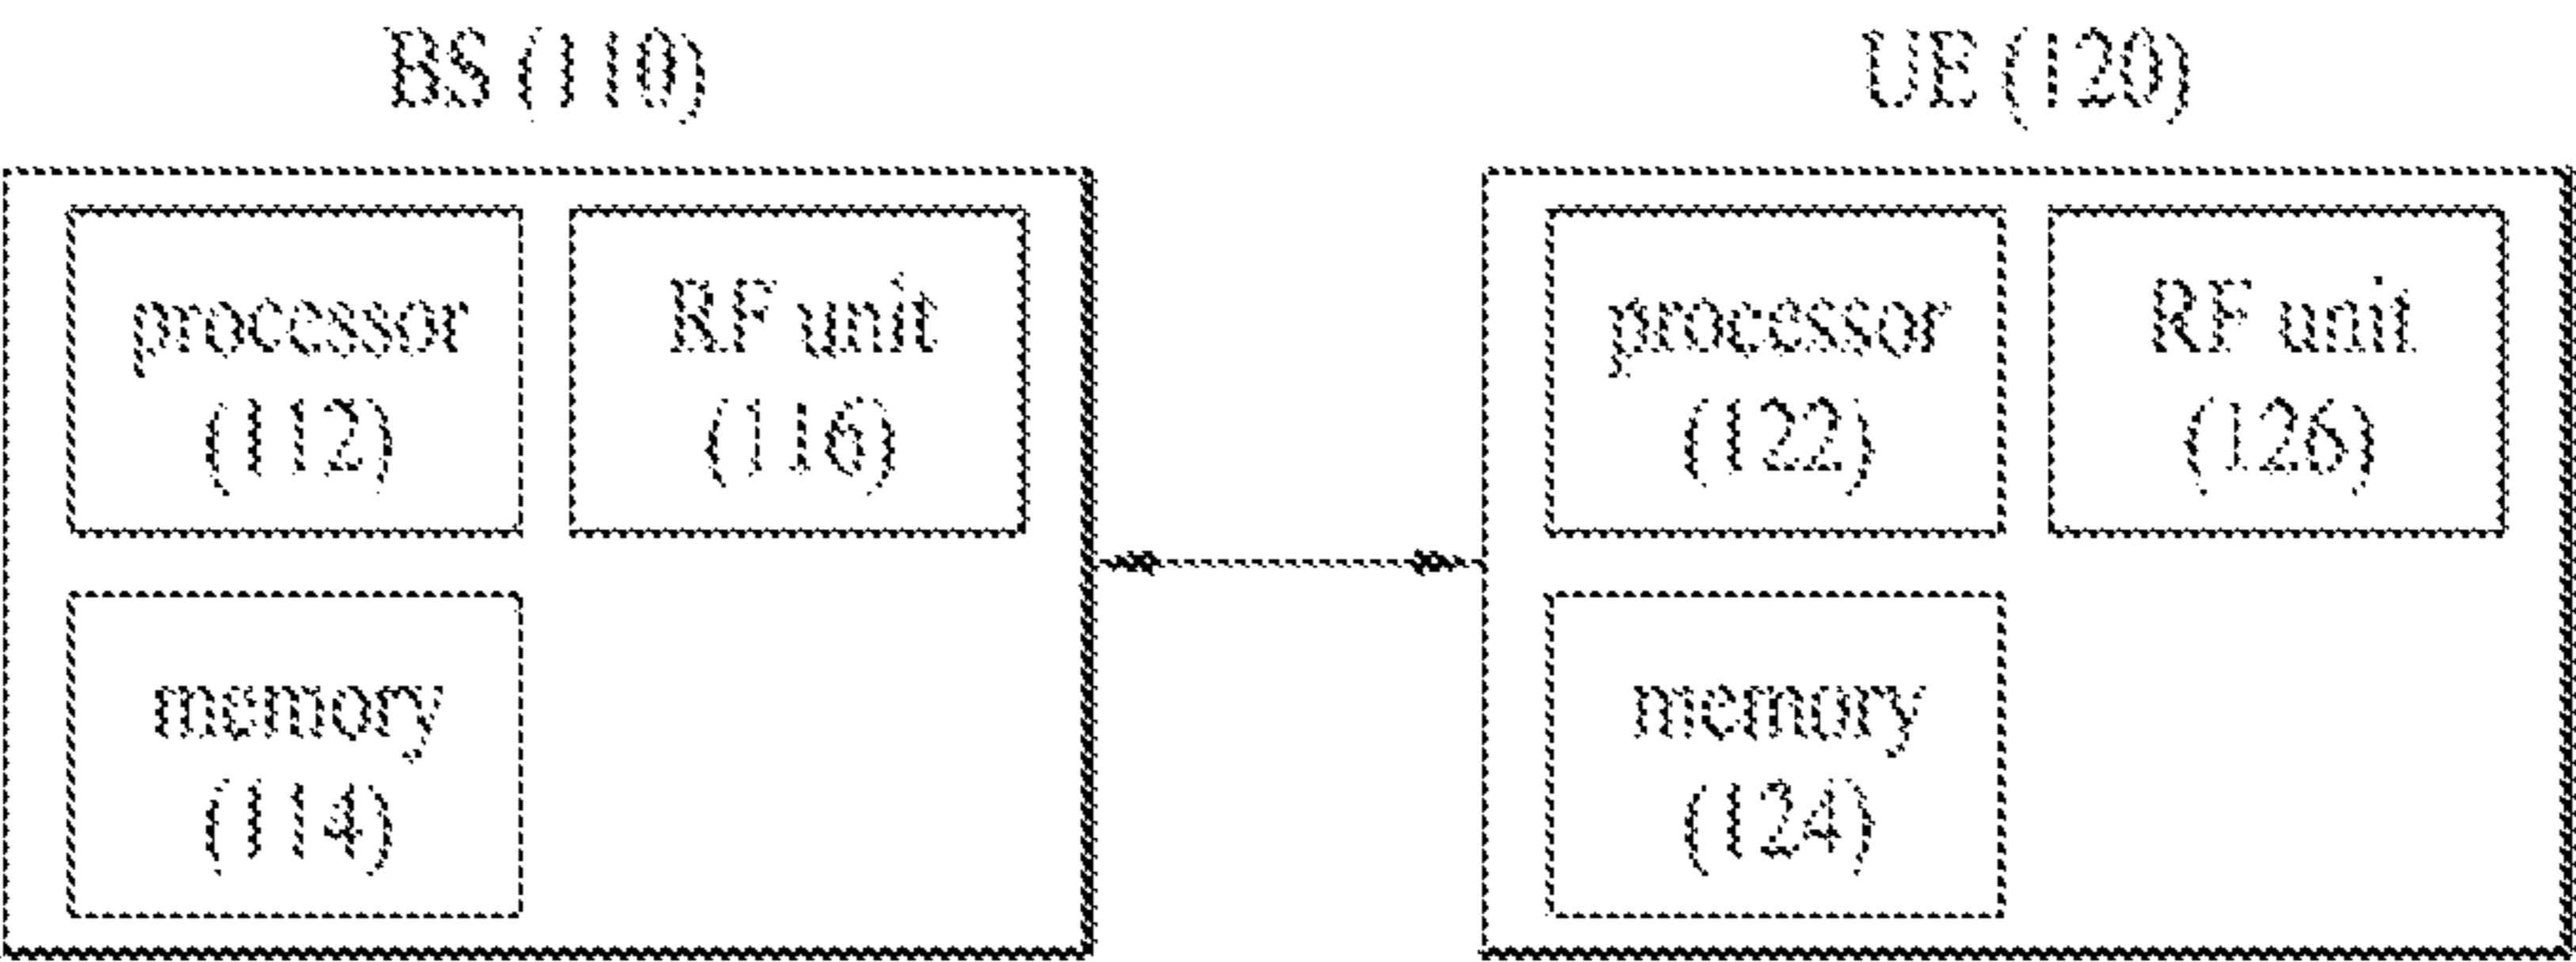 BS (110)
processor
(112)
RF unit
(116)
memory
(114)
UE (120)
processor
(122)
RF unit
(126)
memory
(124)